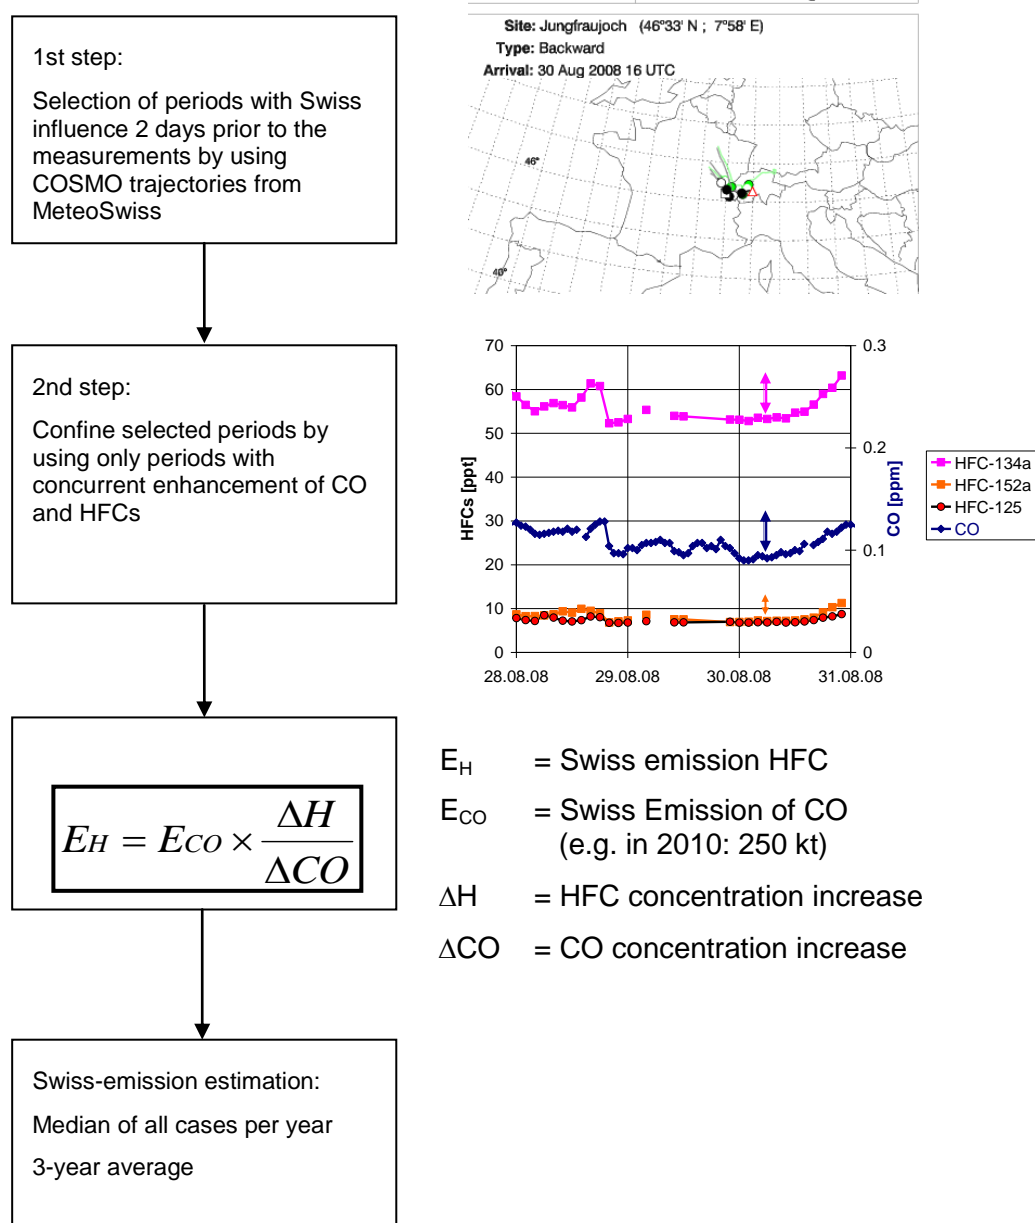 Site: Jungfraujoch (46°33' N ; 7°58' E)
Type: Backward
Arrival: 30 Aug 2008 16 UTC
46°
40°
1st step:
Selection of periods with Swiss
influence 2 days prior to the
measurements by using
COSMO trajectories from
MeteoSwiss
2nd step:
Confine selected periods by
using only periods with
concurrent enhancement of CO
and HFCs
70
60
50
40
30
20
10
0
HFCs [ppt]
0.3
0.2
0.1
0
CO [ppm]
28.08.08
29.08.08
30.08.08
31.08.08
HFC-134a
HFC-152a
HFC-125
CO
EH = ECO × ΔH / ΔCO
EH = Swiss emission HFC
ECO = Swiss Emission of CO
(e.g. in 2010: 250 kt)
ΔH = HFC concentration increase
ΔCO = CO concentration increase
Swiss-emission estimation:
Median of all cases per year
3-year average